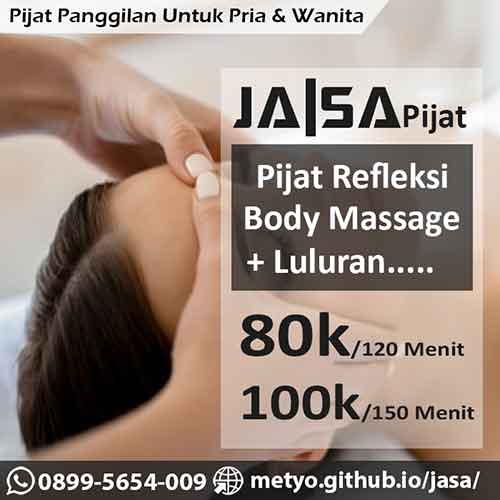 Pijat Panggilan Untuk Pria & Wanita
JA|SA Pijat
Pijat Refleksi
Body Massage
+ Luluran.....
80k/120 Menit
100k/150 Menit
0899-5654-009 metyo.github.io/jasa/